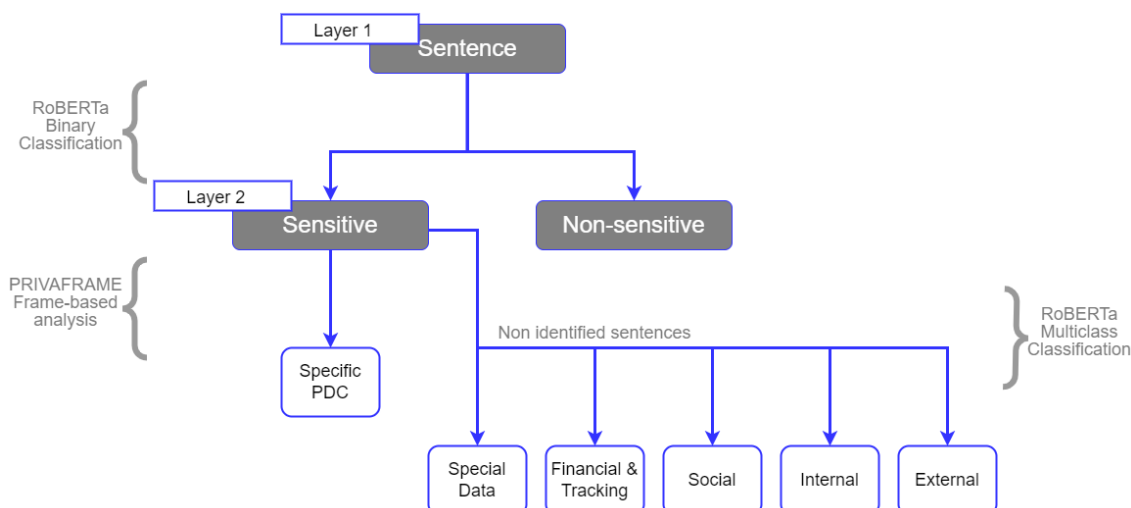 Layer 1
Sentence
RoBERTa
Binary
Classification
Layer 2
Sensitive
Non-sensitive
PRIVAFRAME
Frame-based
analysis
Non identified sentences
RoBERTa
Multiclass
Classification
Specific
PDC
Special
Data
Financial &
Tracking
Social
Internal
External